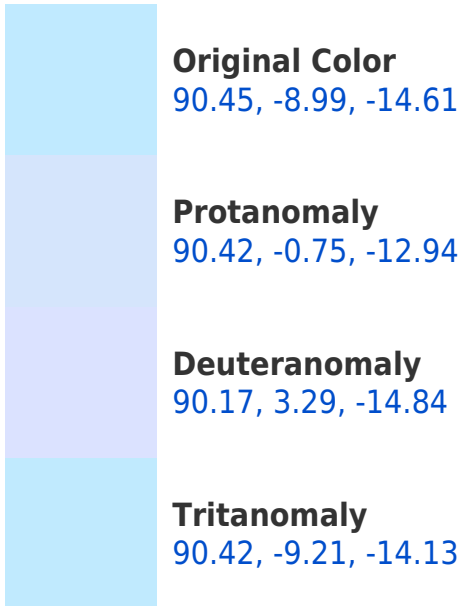 Original Color
90.45, -8.99, -14.61
Protanomaly
90.42, -0.75, -12.94
Deuteranomaly
90.17, 3.29, -14.84
Tritanomaly
90.42, -9.21, -14.13